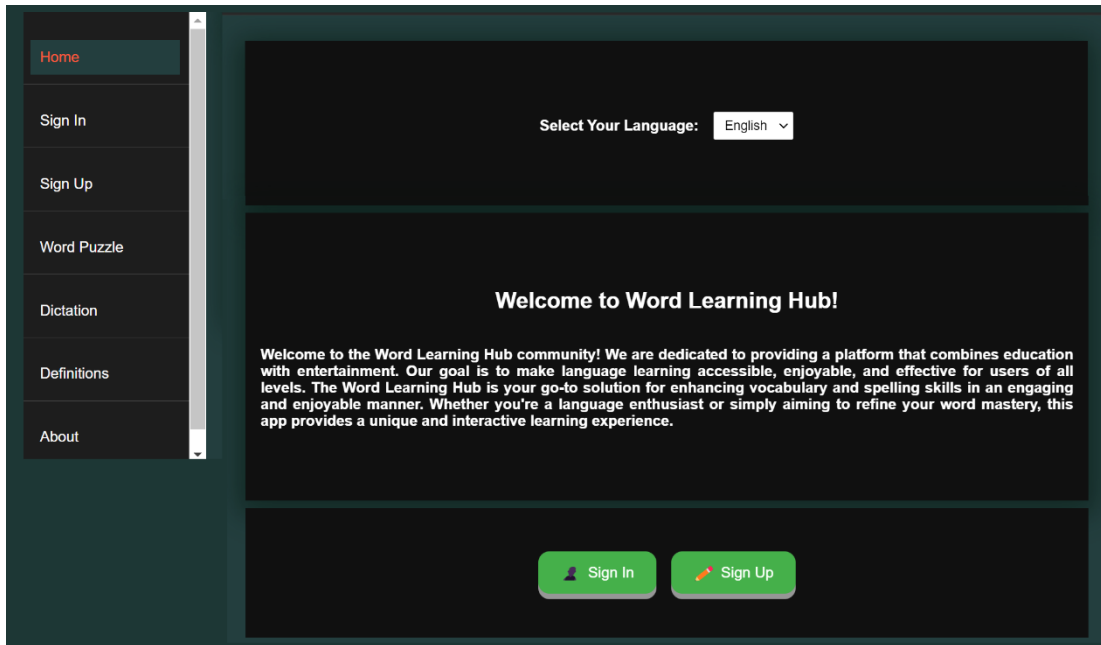 Home
Sign In
Sign Up
Word Puzzle
Dictation
Definitions
About
Select Your Language: English
Welcome to Word Learning Hub!
Welcome to the Word Learning Hub community! We are dedicated to providing a platform that combines education
with entertainment. Our goal is to make language learning accessible, enjoyable, and effective for users of all
levels. The Word Learning Hub is your go-to solution for enhancing vocabulary and spelling skills in an engaging
and enjoyable manner. Whether you're a language enthusiast or simply aiming to refine your word mastery, this
app provides a unique and interactive learning experience.
Sign In Sign Up